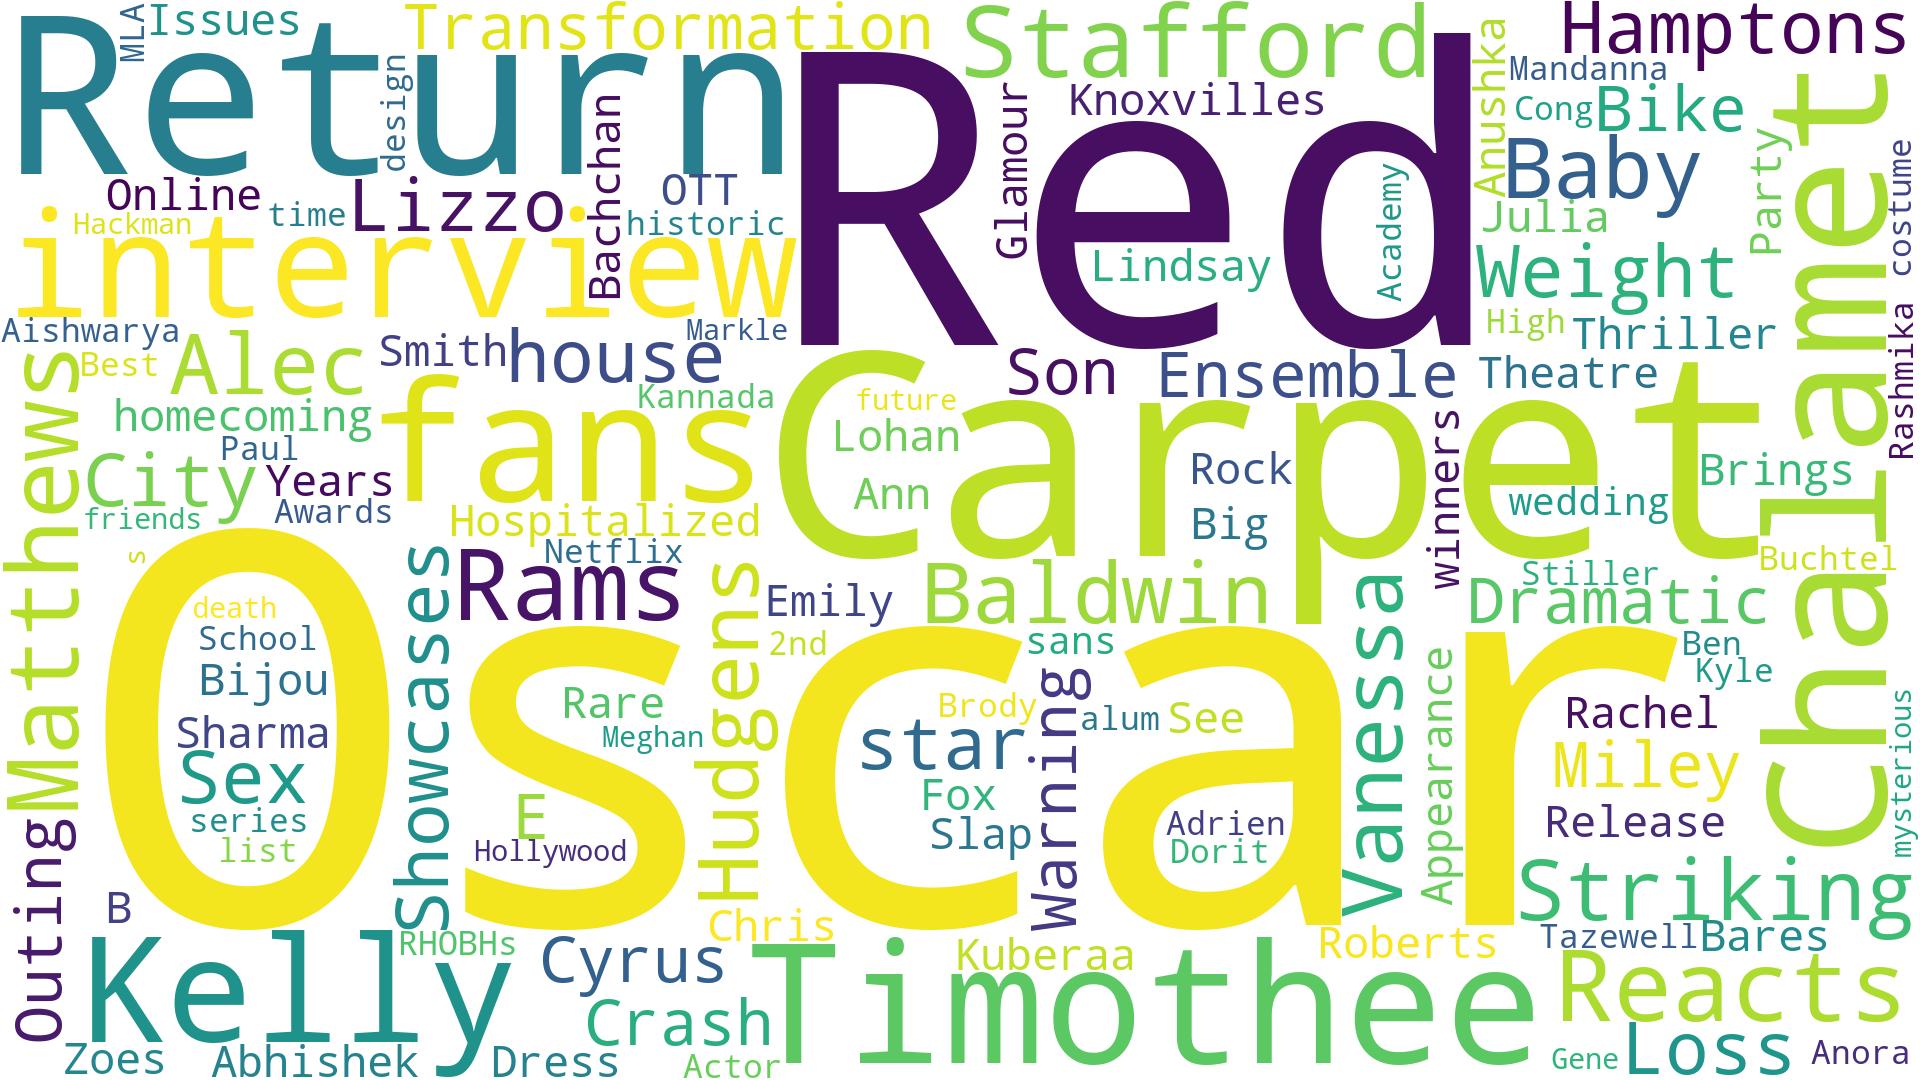 MLA
Issues
Transformation
Stafford
Hamptons
Return
design
Red
Knoxvilles
Glamour
Anushka
Mandanna
Cong
Bike
Party
Chalamet
Bachchan
Academy
Baby
costume
Online
time
Lizzo
OTT
historic
Hackman
Julia
interview
Lindsay
Weight
Aishwarya
Markle
High
Thriller
Rashmika
Best
Alec
Smith
house
Son
Ensemble
Theatre
Matthews
homecoming
fans
Kannada
Carpet
future
Lohan
winners
Paul
City
Years
Rock
Brings
Ann
wedding
friends
Awards
Hospitalized
Big
s
Netflix
Buchtel
Showcases
Rams
Hudgens
Emily
Baldwin
Vanessa
Stiller
Dramatic
Oscar
death
School
2nd
sans
Ben
Kyle
Bijou
Rare
Brody
Warning
alum
See
Appearance
Rachel
mysterious
Sharma
Meghan
star
Miley
Sex
Fox
series
E
Slap
Adrien
Release
list
Hollywood
Dorit
Outing
B
Striking
Kelly
RHOBHs
Chris
Cyrus
Kuberaa
Roberts
Tazewell
Bares
Timothee
Reacts
Crash
Zoes
Abhishek
Dress
Actor
Gene
Loss
Anora